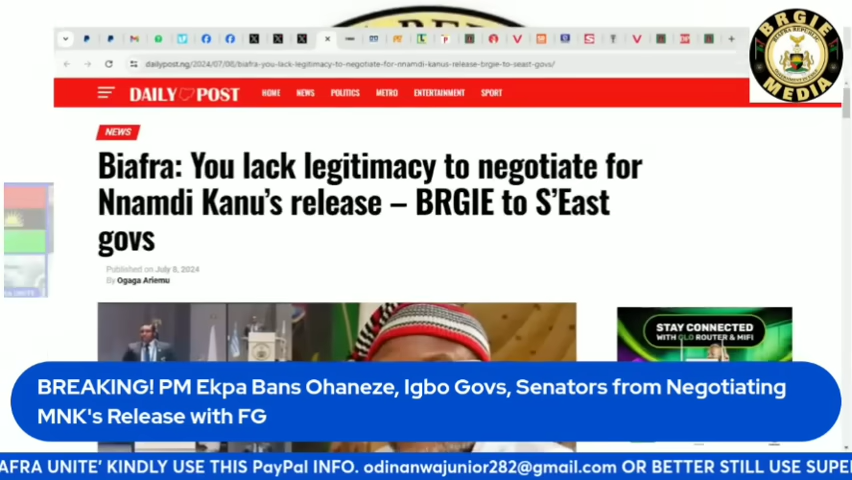 dailypost.ng/2024/07/08/biafra-you-lack-legitimacy-to-negotiate-for-nnamdi-kanus-release-brgie-to-seast-govs/
BRGIE
MEDIA
DAILY POST
HOME NEWS POLITICS METRO ENTERTAINMENT SPORT
NEWS
Biafra: You lack legitimacy to negotiate for
Nnamdi Kanu's release – BRGIE to S'East
govs
Published on July 8, 2024
By Ogaga Ariemu
STAY CONNECTED
WITH GLO ROUTER & MIFI
BREAKING! PM Ekpa Bans Ohaneze, Igbo Govs, Senators from Negotiating
MNK's Release with FG
AFRA UNITE' KINDLY USE THIS PayPal INFO. odinanwajunior282@gmail.com OR BETTER STILL USE SUPE